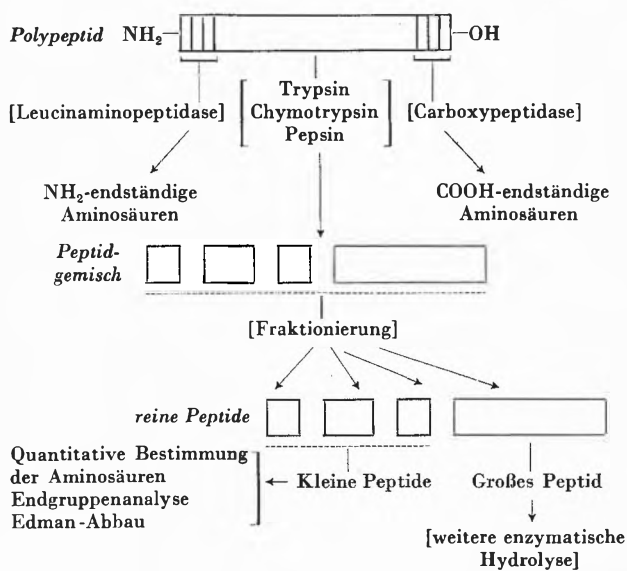 Polypeptid NH₂ OH
[Leucinaminopeptidase]
Trypsin
Chymotrypsin
Pepsin
[Carboxypeptidase]
NH₂-endständige
Aminosäuren
COOH-endständige
Aminosäuren
Peptid-
gemisch
[Fraktionierung]
reine Peptide
Quantitative Bestimmung
der Aminosäuren
Endgruppenanalyse
Edman-Abbau
Kleine Peptide
Großes Peptid
[weitere enzymatische
Hydrolyse]